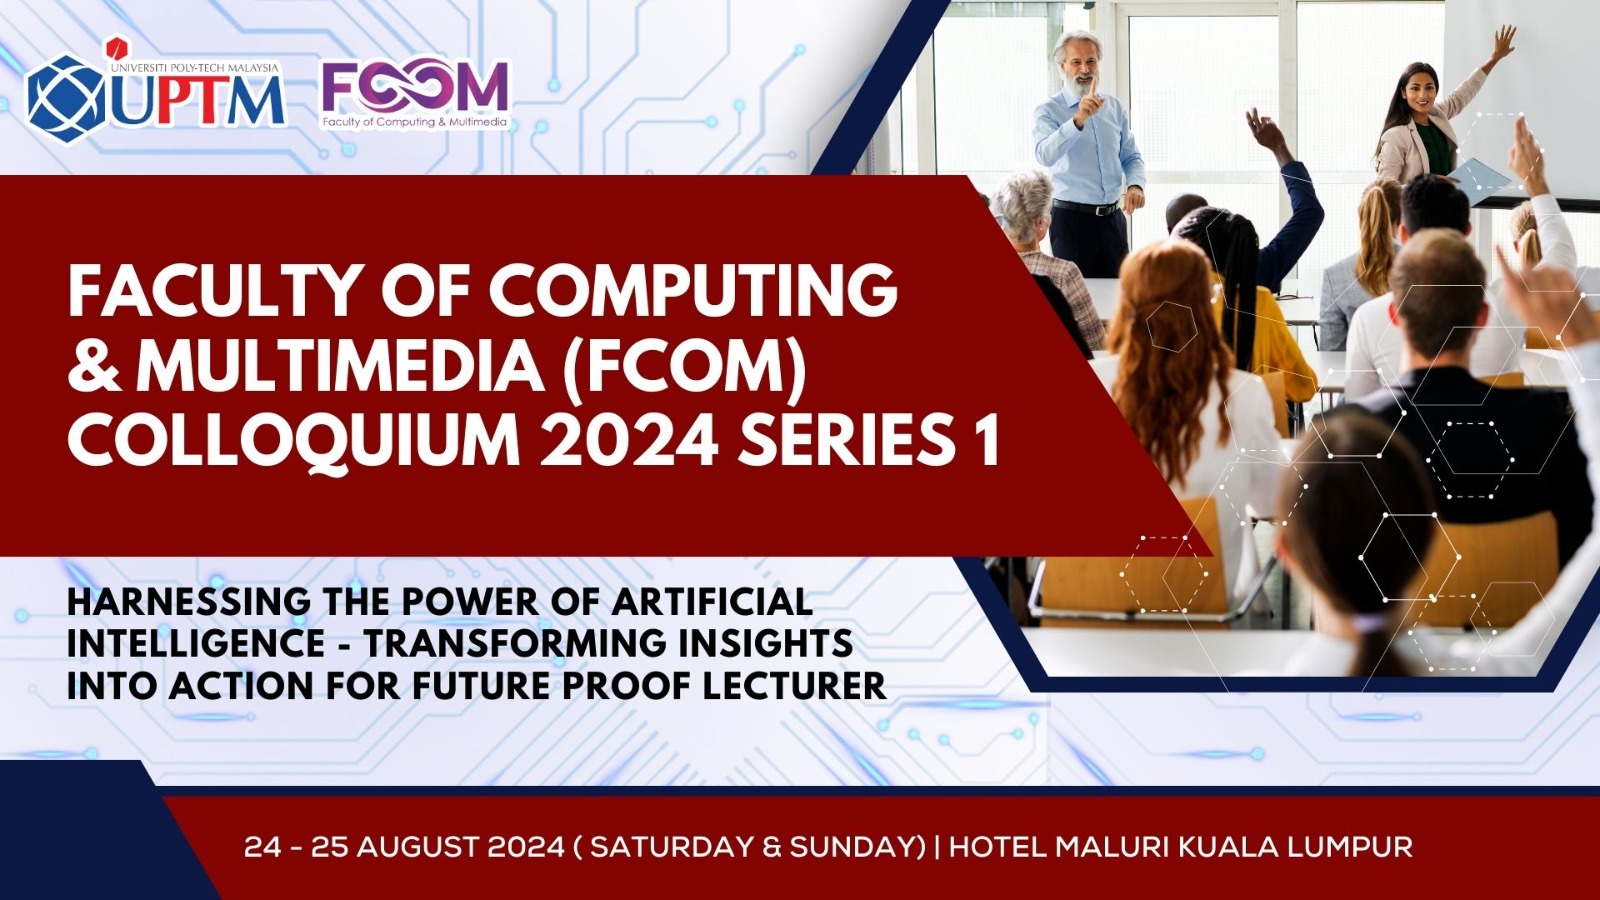 UNIVERSITI POLY-TECH MALAYSIA
UPTM
FCOM
Faculty of Computing & Multimedia
FACULTY OF COMPUTING
& MULTIMEDIA (FCOM)
COLLOQUIUM 2024 SERIES 1
HARNESSING THE POWER OF ARTIFICIAL
INTELLIGENCE - TRANSFORMING INSIGHTS
INTO ACTION FOR FUTURE PROOF LECTURER
24 - 25 AUGUST 2024 ( SATURDAY & SUNDAY) | HOTEL MALURI KUALA LUMPUR